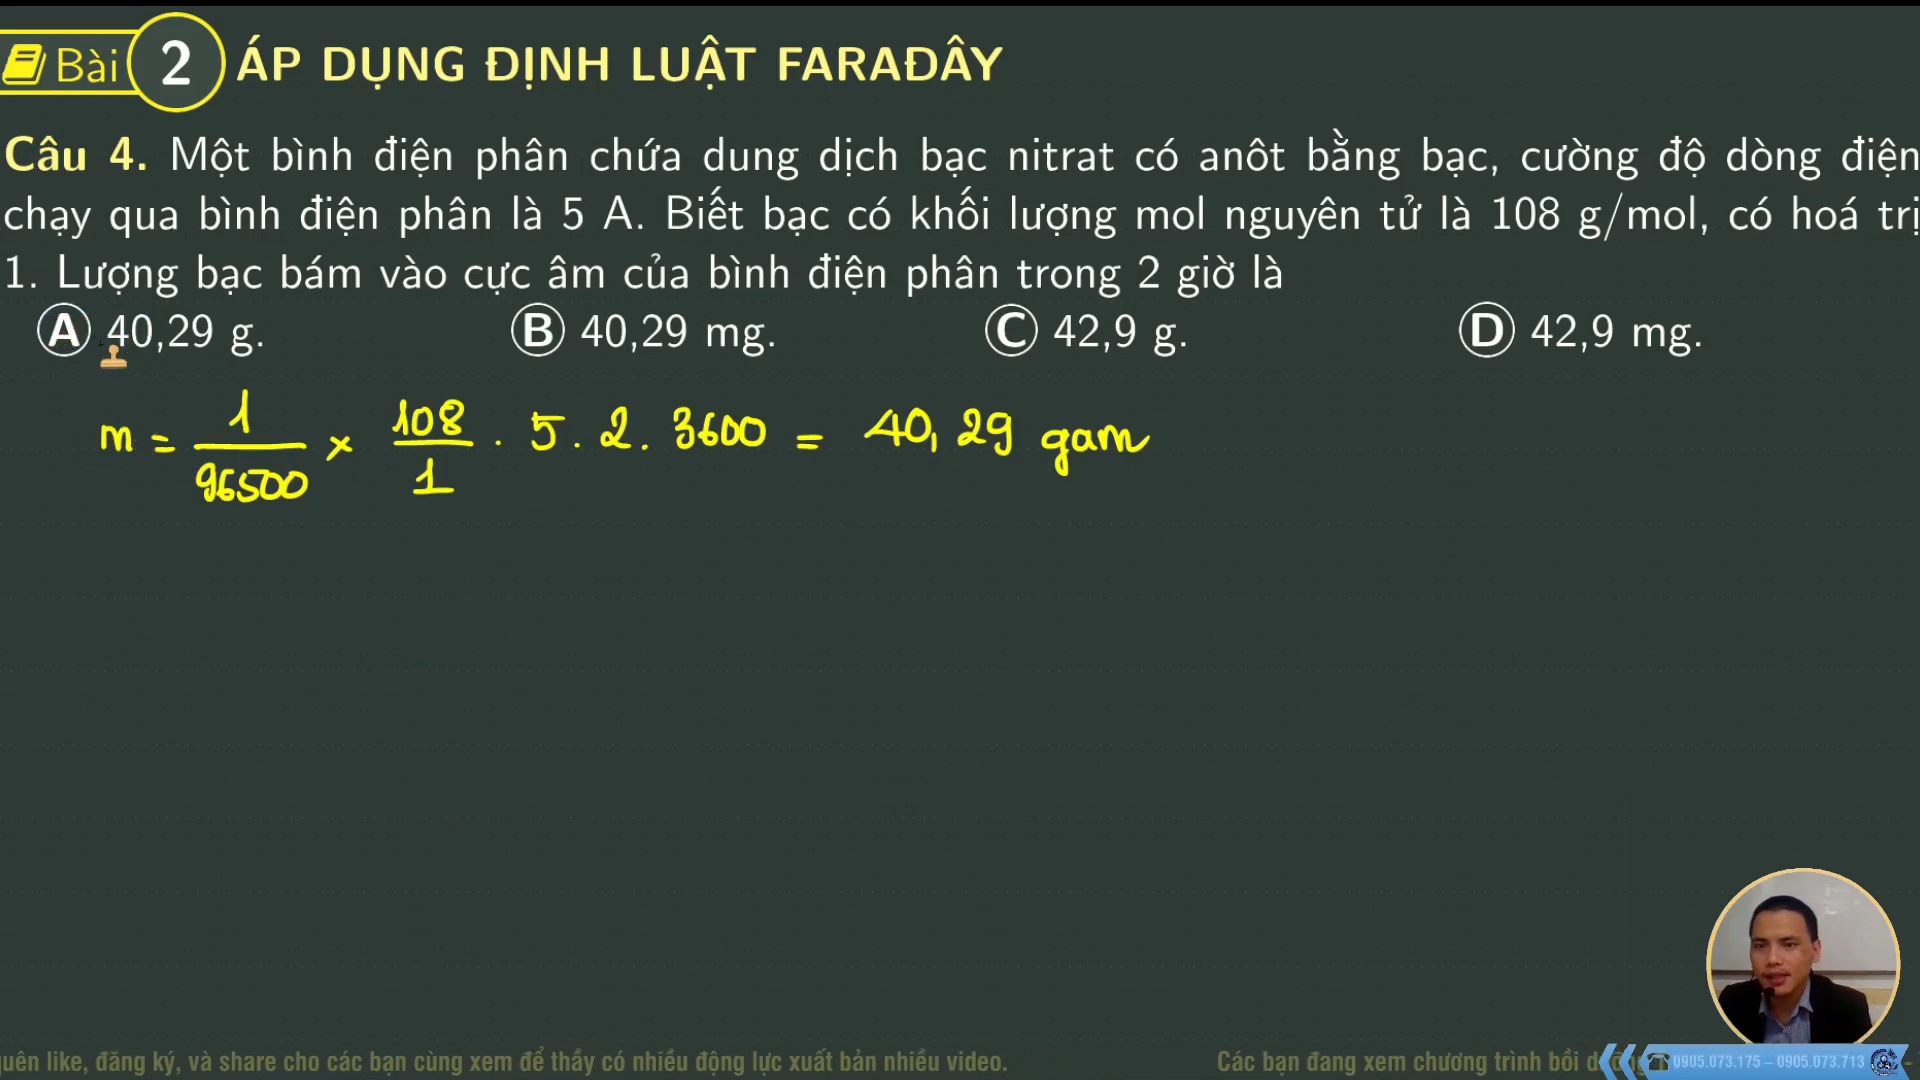 Bài 2 ÁP DỤNG ĐỊNH LUẬT FARAĐÂY
Câu 4. Một bình điện phân chứa dung dịch bạc nitrat có anôt bằng bạc, cường độ dòng điện
chạy qua bình điện phân là 5 A. Biết bạc có khối lượng mol nguyên tử là 108 g/mol, có hoá trị
1. Lượng bạc bám vào cực âm của bình điện phân trong 2 giờ là
A 40,29 g. B 40,29 mg. C 42,9 g. D 42,9 mg.
m = 1/96500 × 108/1 . 5 . 2 . 3600 = 40,29 gam
like, đăng ký, và share cho các bạn cùng xem để thầy có nhiều động lực xuất bản nhiều video. Các bạn đang xem chương trình bồi 0905.073.175 – 0905.073.713